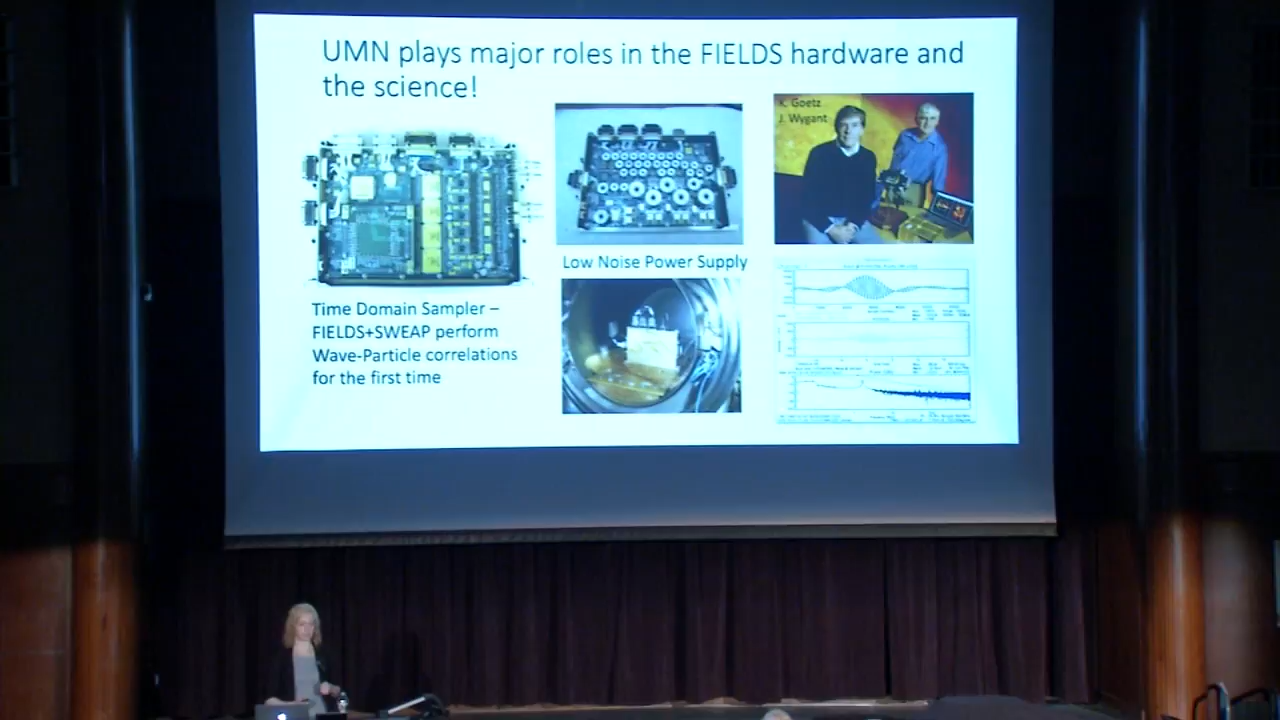 UMN plays major roles in the FIELDS hardware and
the science!
K. Goetz
J. Wygant
Low Noise Power Supply
Time Domain Sampler –
FIELDS+SWEAP perform
Wave-Particle correlations
for the first time